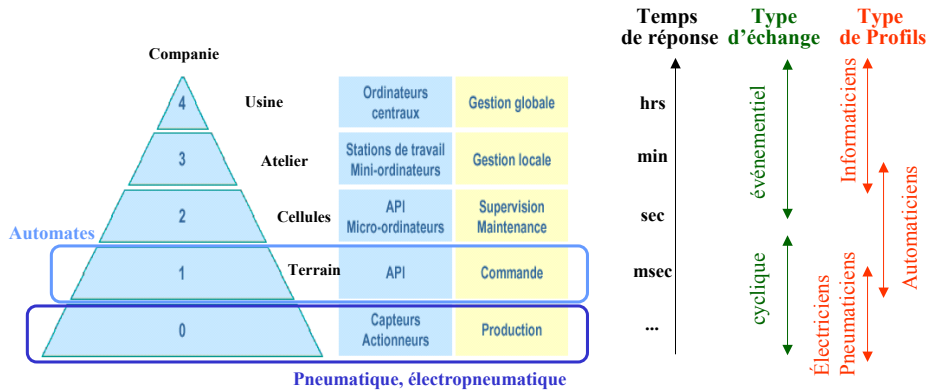 Temps
de réponse
Type
d'échange
Type
de Profils
Companie
4
Usine
Ordinateurs
centraux
Gestion globale
hrs
3
Atelier
Stations de travail
Mini-ordinateurs
Gestion locale
min
2
Cellules
API
Micro-ordinateurs
Supervision
Maintenance
sec
Automates
1
Terrain
API
Commande
msec
0
Capteurs
Actionneurs
Production
...
Pneumatique, électropneumatique
événementiel
cyclique
Informaticiens
Automaticiens
Électriciens
Pneumaticiens